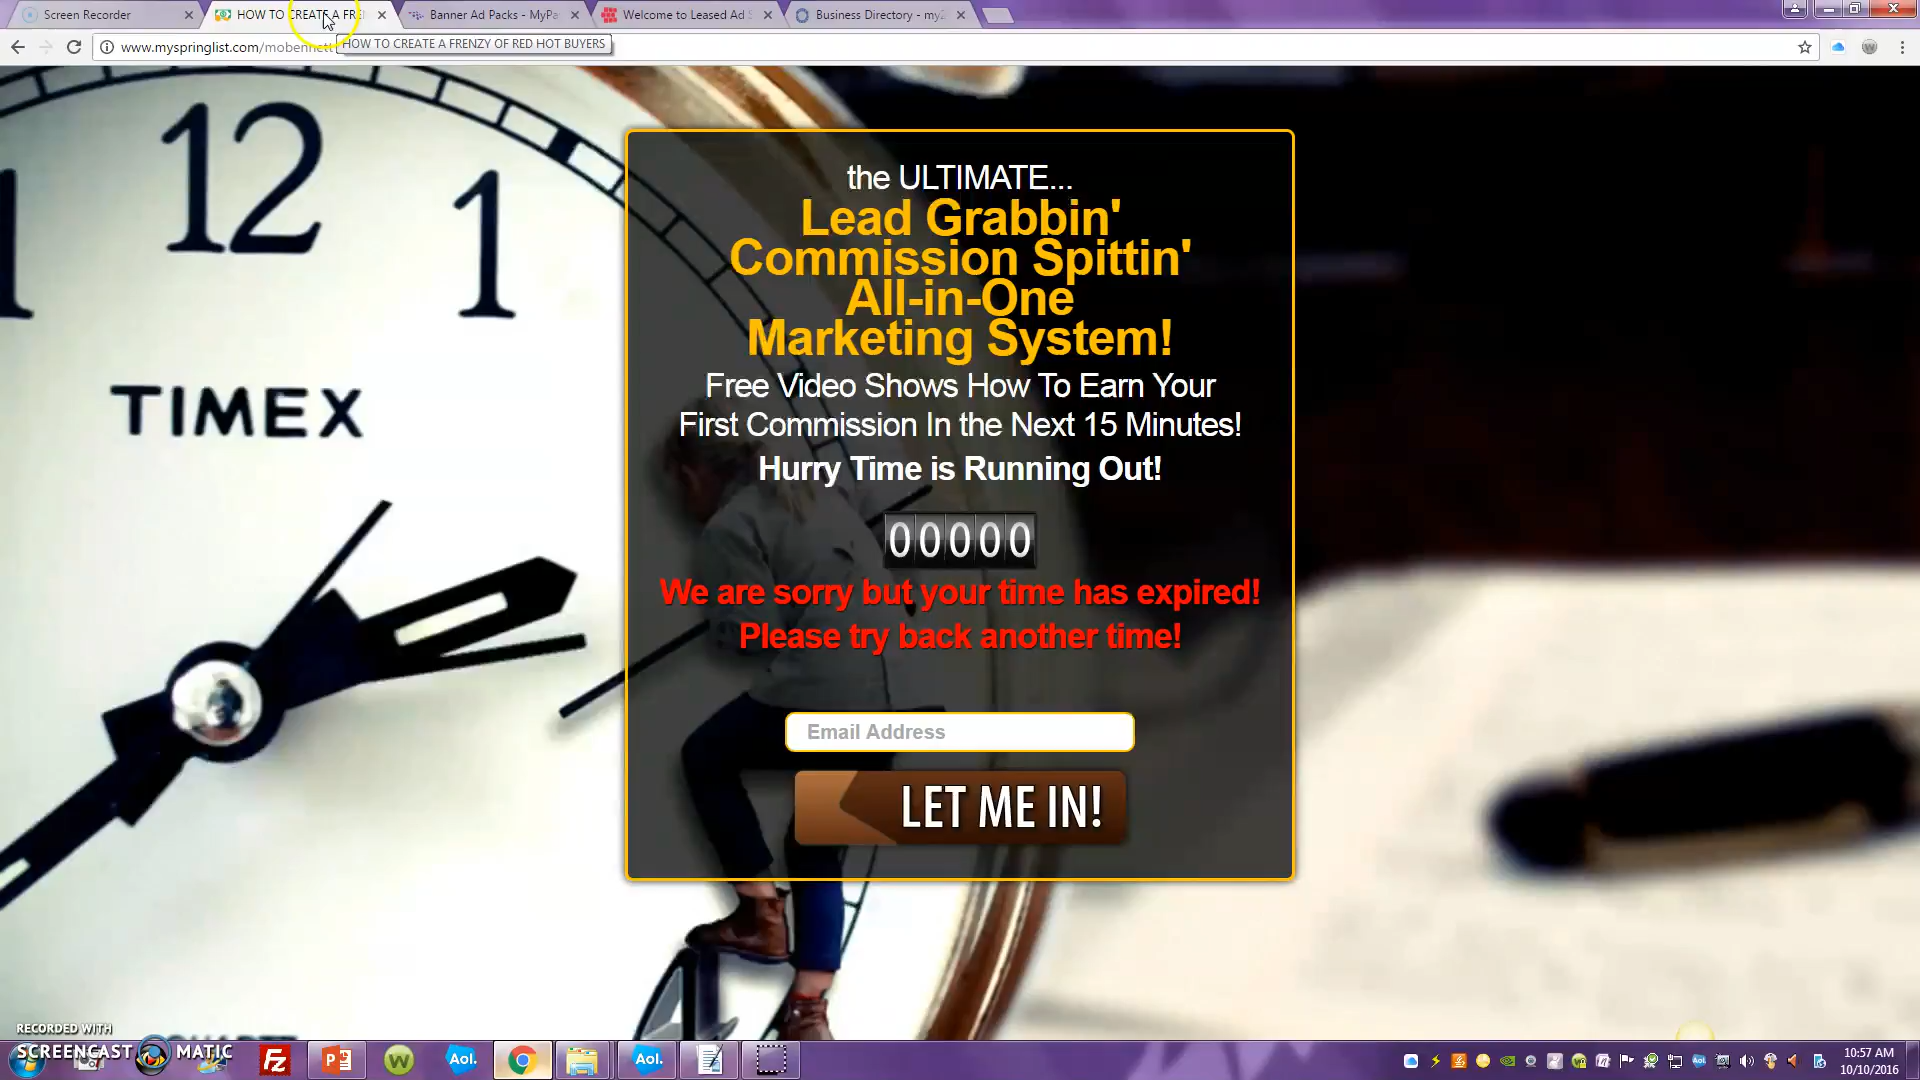 Screen Recorder
HOW TO CREATE A FRE
Banner Ad Packs - MyPa
Welcome to Leased Ad S
Business Directory - my
www.myspringlist.com/mobennett
HOW TO CREATE A FRENZY OF RED HOT BUYERS
12
1
1
TIMEX
the ULTIMATE...
Lead Grabbin'
Commission Spittin'
All-in-One
Marketing System!
Free Video Shows How To Earn Your
First Commission In the Next 15 Minutes!
Hurry Time is Running Out!
00000
We are sorry but your time has expired!
Please try back another time!
Email Address
LET ME IN!
RECORDED WITH
SCREENCAST MATIC
Fz
P
W
Aol.
Aol.
10:57 AM
10/10/2016